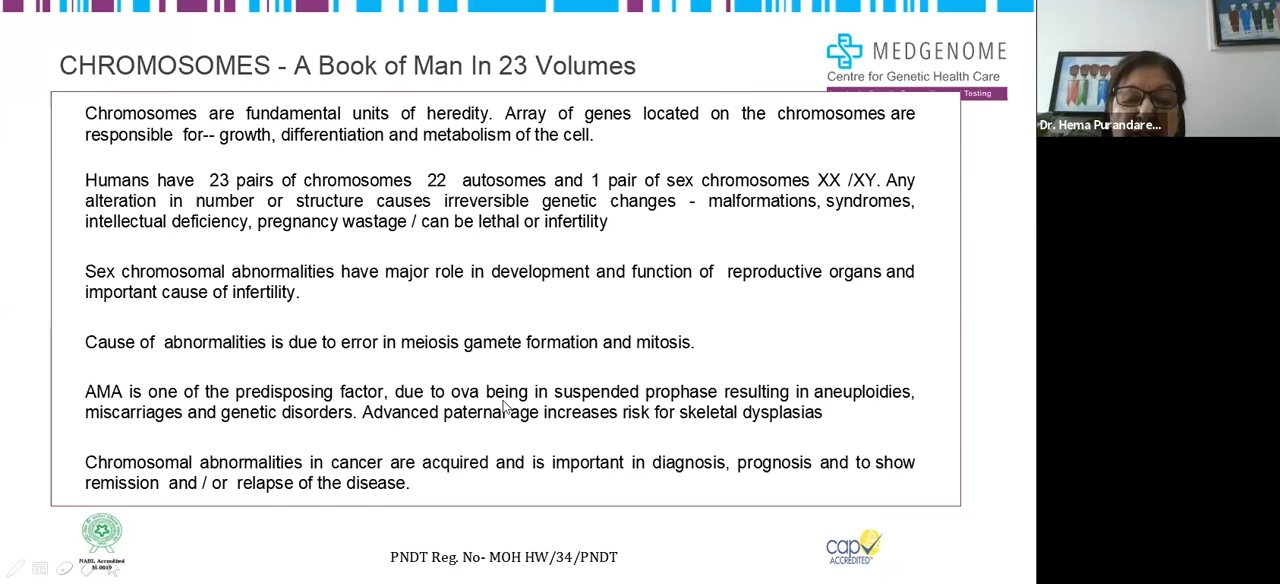 CHROMOSOMES - A Book of Man In 23 Volumes
MEDGENOME
Centre for Genetic Health Care
Testing
Chromosomes are fundamental units of heredity. Array of genes located on the chromosomes are
responsible for-- growth, differentiation and metabolism of the cell.
Humans have 23 pairs of chromosomes 22 autosomes and 1 pair of sex chromosomes XX /XY. Any
alteration in number or structure causes irreversible genetic changes - malformations, syndromes,
intellectual deficiency, pregnancy wastage / can be lethal or infertility
Sex chromosomal abnormalities have major role in development and function of reproductive organs and
important cause of infertility.
Cause of abnormalities is due to error in meiosis gamete formation and mitosis.
AMA is one of the predisposing factor, due to ova being in suspended prophase resulting in aneuploidies,
miscarriages and genetic disorders. Advanced paternal age increases risk for skeletal dysplasias
Chromosomal abnormalities in cancer are acquired and is important in diagnosis, prognosis and to show
remission and / or relapse of the disease.
NABL Accredited
PNDT Reg. No- MOH HW/34/PNDT
cap
ACCREDITED
Dr. Hema Purandare...